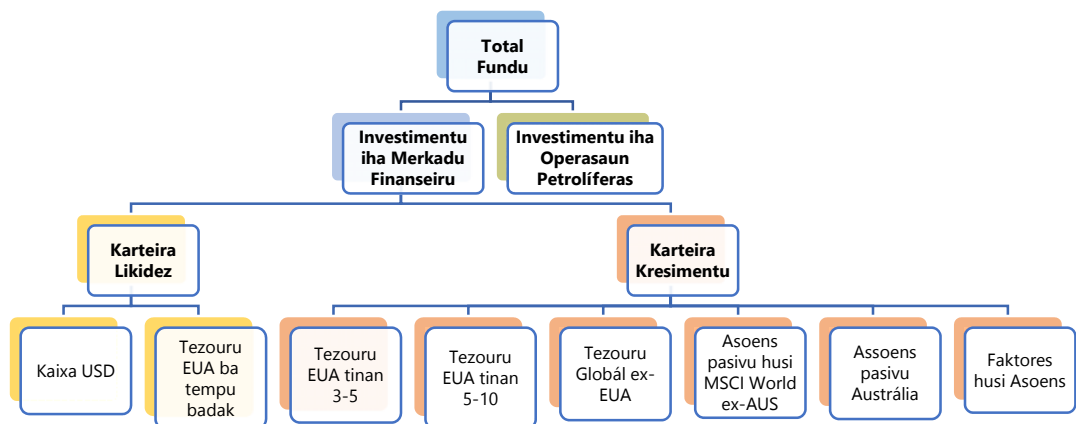 Total
Fundu
Investimentu
iha Merkadu
Finanseiru
Investimentu iha
Operasaun
Petrolíferas
Karteira
Likidez
Karteira
Kresimentu
Kaixa USD
Tezouru
EUA ba
tempu
badak
Tezouru
EUA tinan
3-5
Tezouru
EUA tinan
5-10
Tezouru
Globál ex-
EUA
Asoens
pasivu husi
MSCI World
ex-AUS
Assoens
pasivu
Austrália
Faktores
husi Asoens